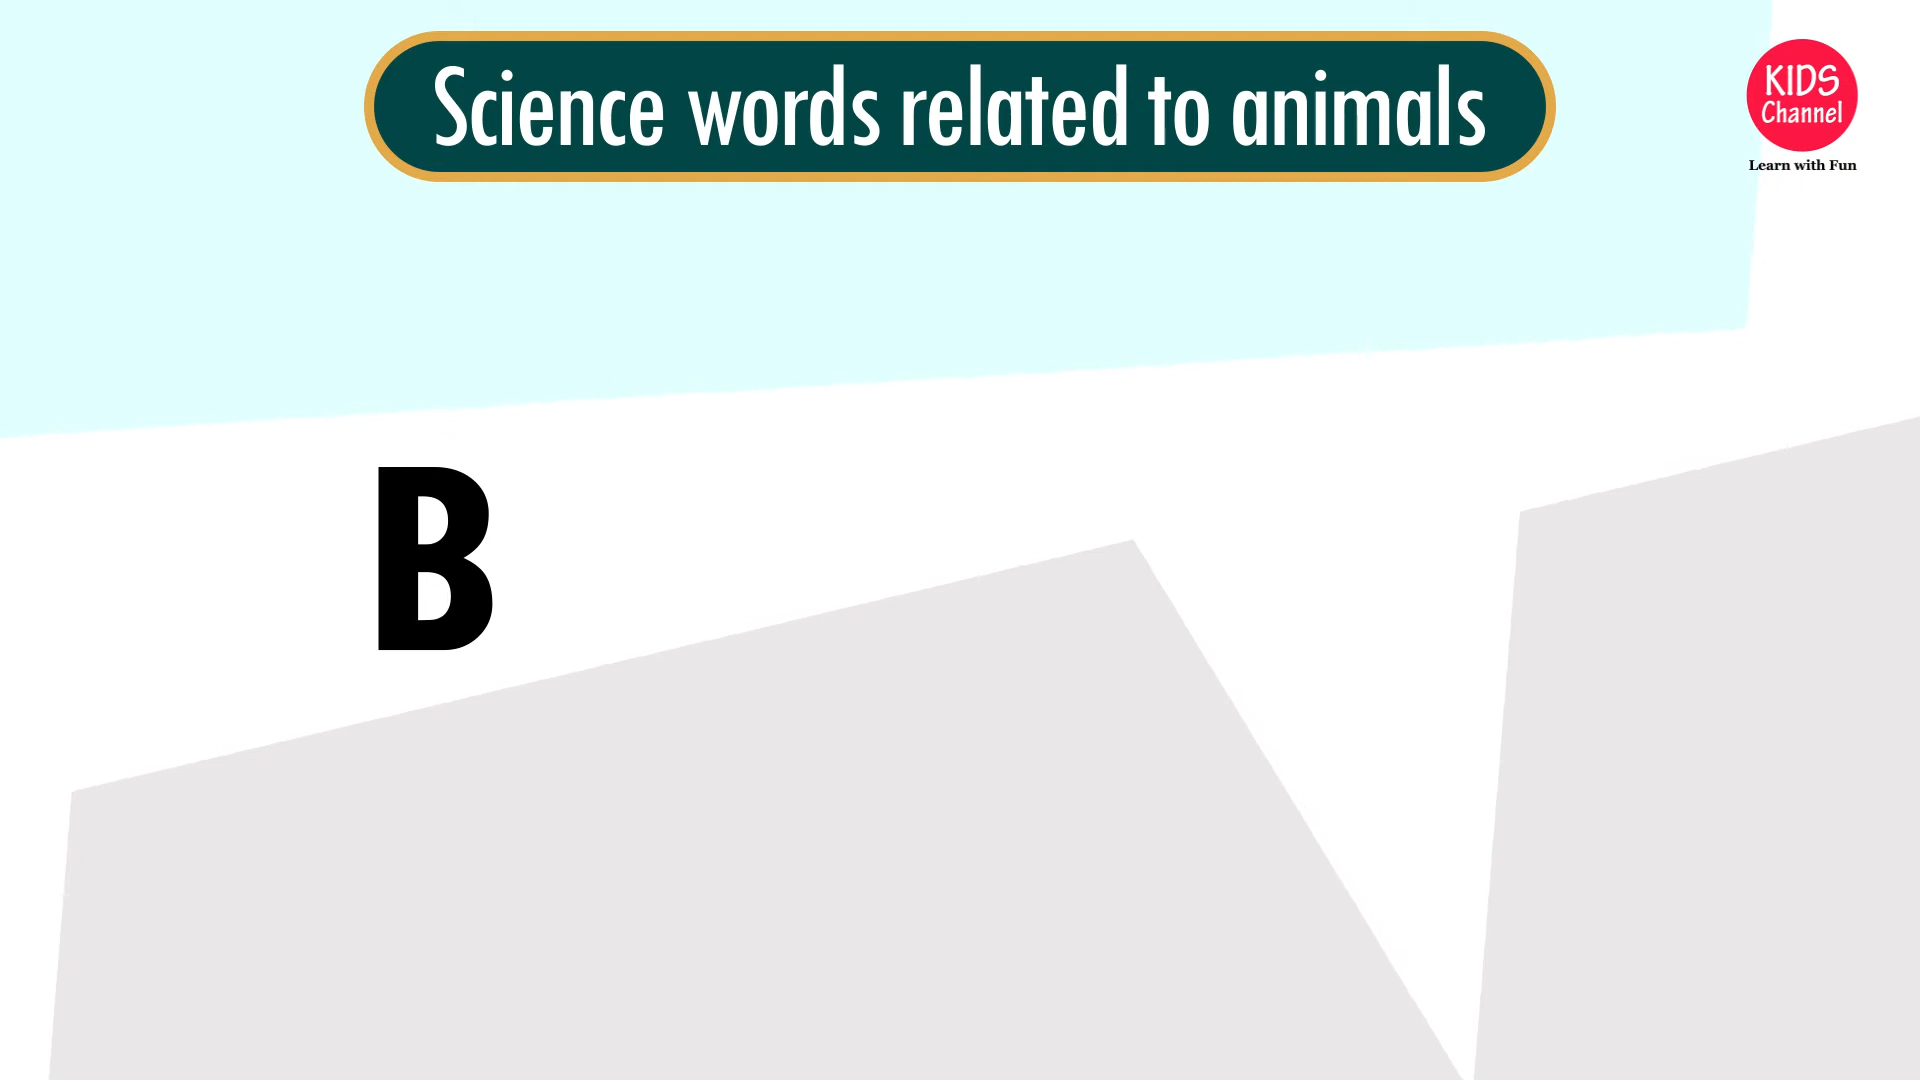 Science words related to animals
KIDS
Channel
Learn with Fun
B